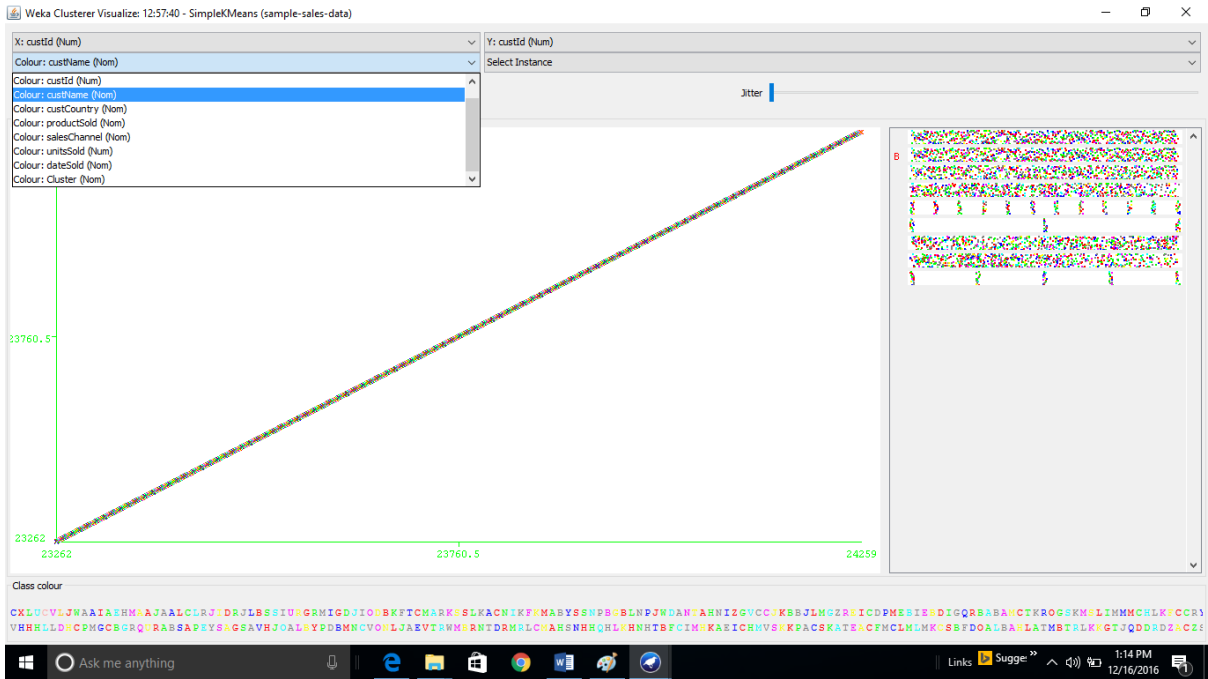 Weka Clusterer Visualize: 12:57:40 - SimpleKMeans (sample-sales-data)
X: custId (Num)
Y: custId (Num)
Colour: custName (Nom)
Select Instance
Colour: custId (Num)
Colour: custName (Nom)
Colour: custCountry (Nom)
Colour: productSold (Nom)
Colour: salesChannel (Nom)
Colour: unitsSold (Num)
Colour: dateSold (Nom)
Colour: Cluster (Nom)
Jitter
B
23760.5
23262
23262
23760.5
24259
Class colour
Ask me anything
Links
Sugge
1:14 PM
12/16/2016